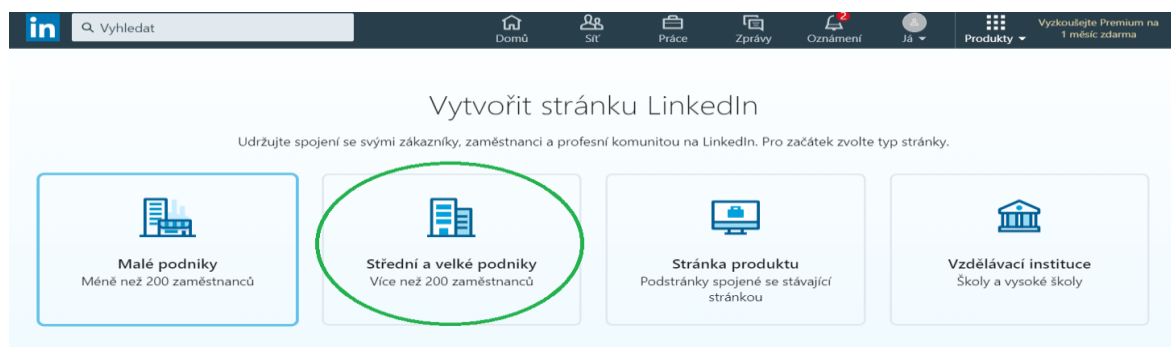 in
Vyhledat
Domů
Síť
Práce
Zprávy
2
Oznámení
Já
Produkty
Vyzkoušejte Premium na
1 měsíc zdarma
Vytvořit stránku LinkedIn
Udržujte spojení se svými zákazníky, zaměstnanci a profesní komunitou na LinkedIn. Pro začátek zvolte typ stránky.
Malé podniky
Méně než 200 zaměstnanců
Střední a velké podniky
Více než 200 zaměstnanců
Stránka produktu
Podstránky spojené se stávající
stránkou
Vzdělávací instituce
Školy a vysoké školy